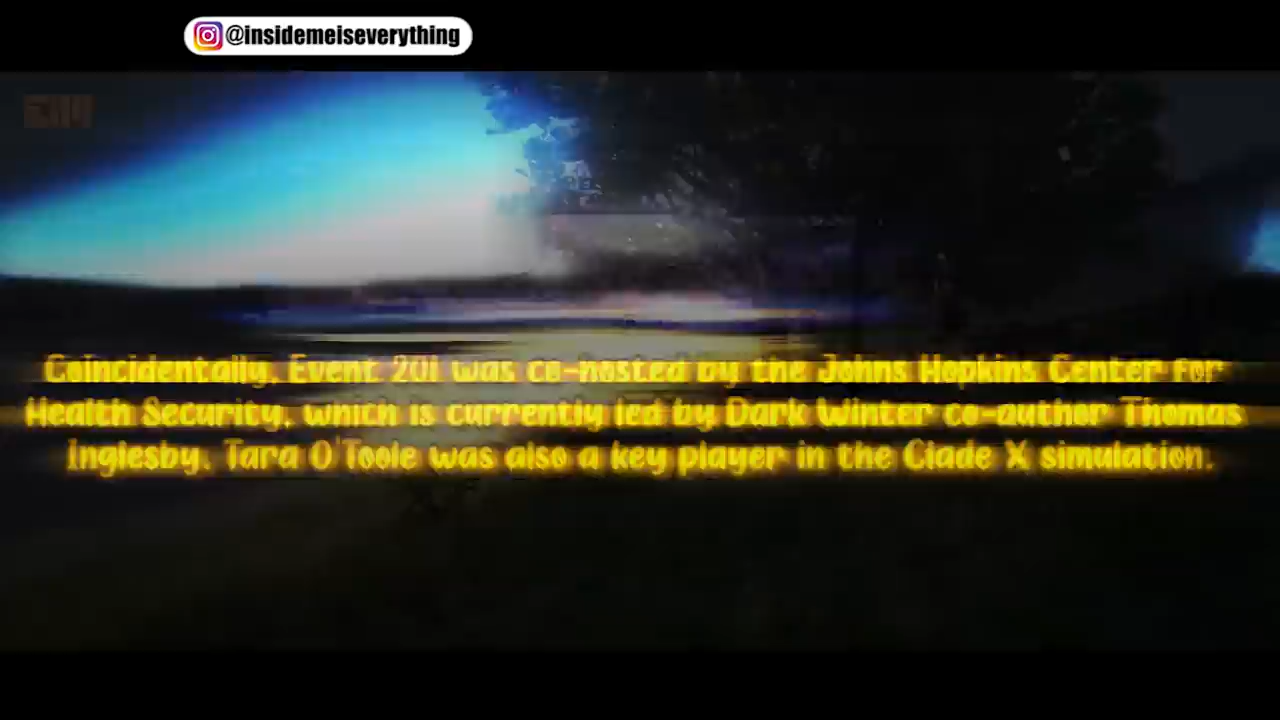 @insidemeiseverything
Coincidentally, Event 201 was co-hosted by the Johns Hopkins Center for
Health Security, which is currently led by Dark Winter co-author Thomas
Inglesby. Tara O'Toole was also a key player in the Clade X simulation.